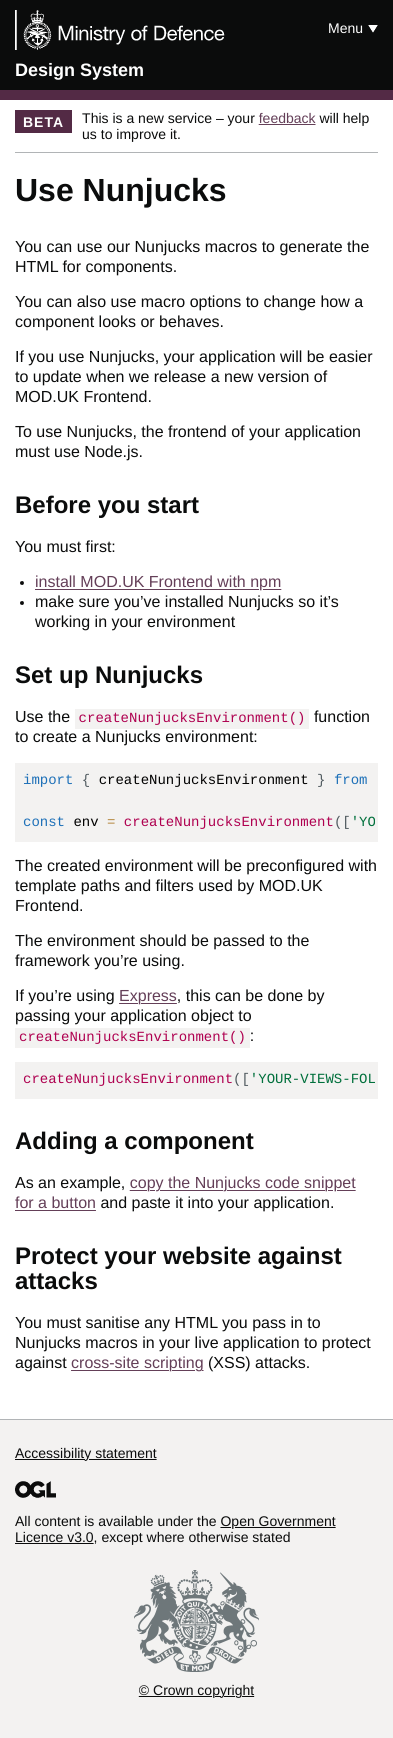 Ministry of Defence
Menu ▼
Design System
BETA
This is a new service – your feedback will help
us to improve it.
Use Nunjucks
You can use our Nunjucks macros to generate the
HTML for components.
You can also use macro options to change how a
component looks or behaves.
If you use Nunjucks, your application will be easier
to update when we release a new version of
MOD.UK Frontend.
To use Nunjucks, the frontend of your application
must use Node.js.
Before you start
You must first:
• install MOD.UK Frontend with npm
• make sure you’ve installed Nunjucks so it’s
working in your environment
Set up Nunjucks
Use the createNunjucksEnvironment() function
to create a Nunjucks environment:
import { createNunjucksEnvironment } from
const env = createNunjucksEnvironment(['YO
The created environment will be preconfigured with
template paths and filters used by MOD.UK
Frontend.
The environment should be passed to the
framework you’re using.
If you’re using Express, this can be done by
passing your application object to
createNunjucksEnvironment():
createNunjucksEnvironment(['YOUR-VIEWS-FOL
Adding a component
As an example, copy the Nunjucks code snippet
for a button and paste it into your application.
Protect your website against
attacks
You must sanitise any HTML you pass in to
Nunjucks macros in your live application to protect
against cross-site scripting (XSS) attacks.
Accessibility statement
OGL
All content is available under the Open Government
Licence v3.0, except where otherwise stated
DIEU ET MON DROIT
© Crown copyright